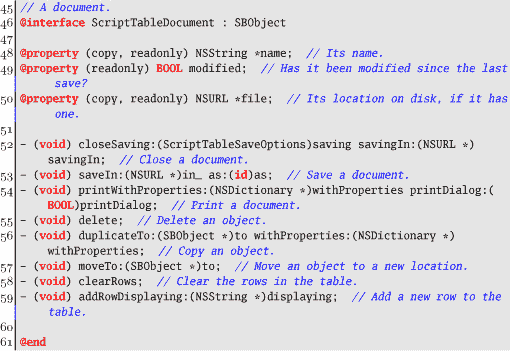 45 // A document.
46 @interface ScriptTableDocument : SBObject
47
48 @property (copy, readonly) NSString *name; // Its name.
49 @property (readonly) BOOL modified; // Has it been modified since the last
save?
50 @property (copy, readonly) NSURL *file; // Its location on disk, if it has
one.
51
52 - (void) closeSaving:(ScriptTableSaveOptions)saving savingIn:(NSURL *)
savingIn; // Close a document.
53 - (void) saveIn:(NSURL *)in_ as:(id)as; // Save a document.
54 - (void) printWithProperties:(NSDictionary *)withProperties printDialog:(
BOOL)printDialog; // Print a document.
55 - (void) delete; // Delete an object.
56 - (void) duplicateTo:(SBObject *)to withProperties:(NSDictionary *)
withProperties; // Copy an object.
57 - (void) moveTo:(SBObject *)to; // Move an object to a new location.
58 - (void) clearRows; // Clear the rows in the table.
59 - (void) addRowDisplaying:(NSString *)displaying; // Add a new row to the
table.
60
61 @end